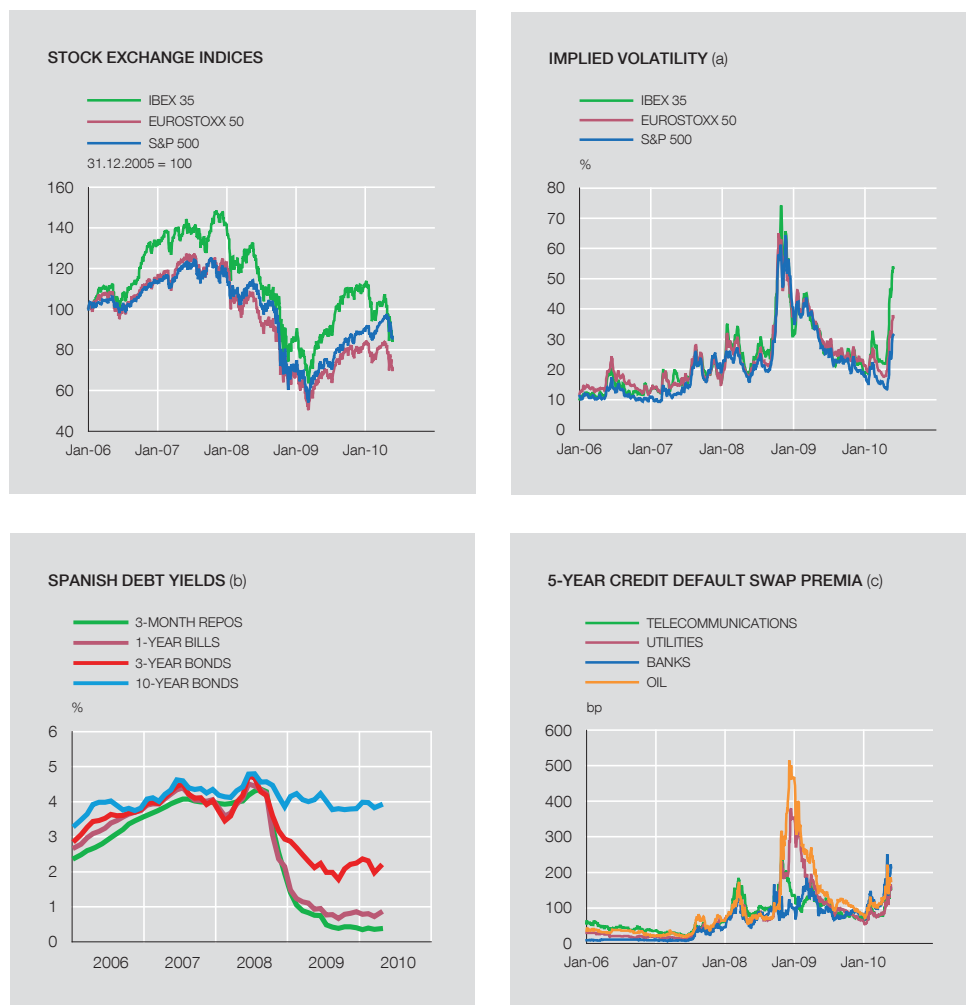 STOCK EXCHANGE INDICES
IBEX 35
EUROSTOXX 50
S&P 500
31.12.2005 = 100
160
140
120
100
80
60
40
Jan-06 Jan-07 Jan-08 Jan-09 Jan-10
IMPLIED VOLATILITY (a)
IBEX 35
EUROSTOXX 50
S&P 500
%
80
70
60
50
40
30
20
10
0
Jan-06 Jan-07 Jan-08 Jan-09 Jan-10
SPANISH DEBT YIELDS (b)
3-MONTH REPOS
1-YEAR BILLS
3-YEAR BONDS
10-YEAR BONDS
%
6
5
4
3
2
1
0
2006 2007 2008 2009 2010
5-YEAR CREDIT DEFAULT SWAP PREMIA (c)
TELECOMMUNICATIONS
UTILITIES
BANKS
OIL
bp
600
500
400
300
200
100
0
Jan-06 Jan-07 Jan-08 Jan-09 Jan-10